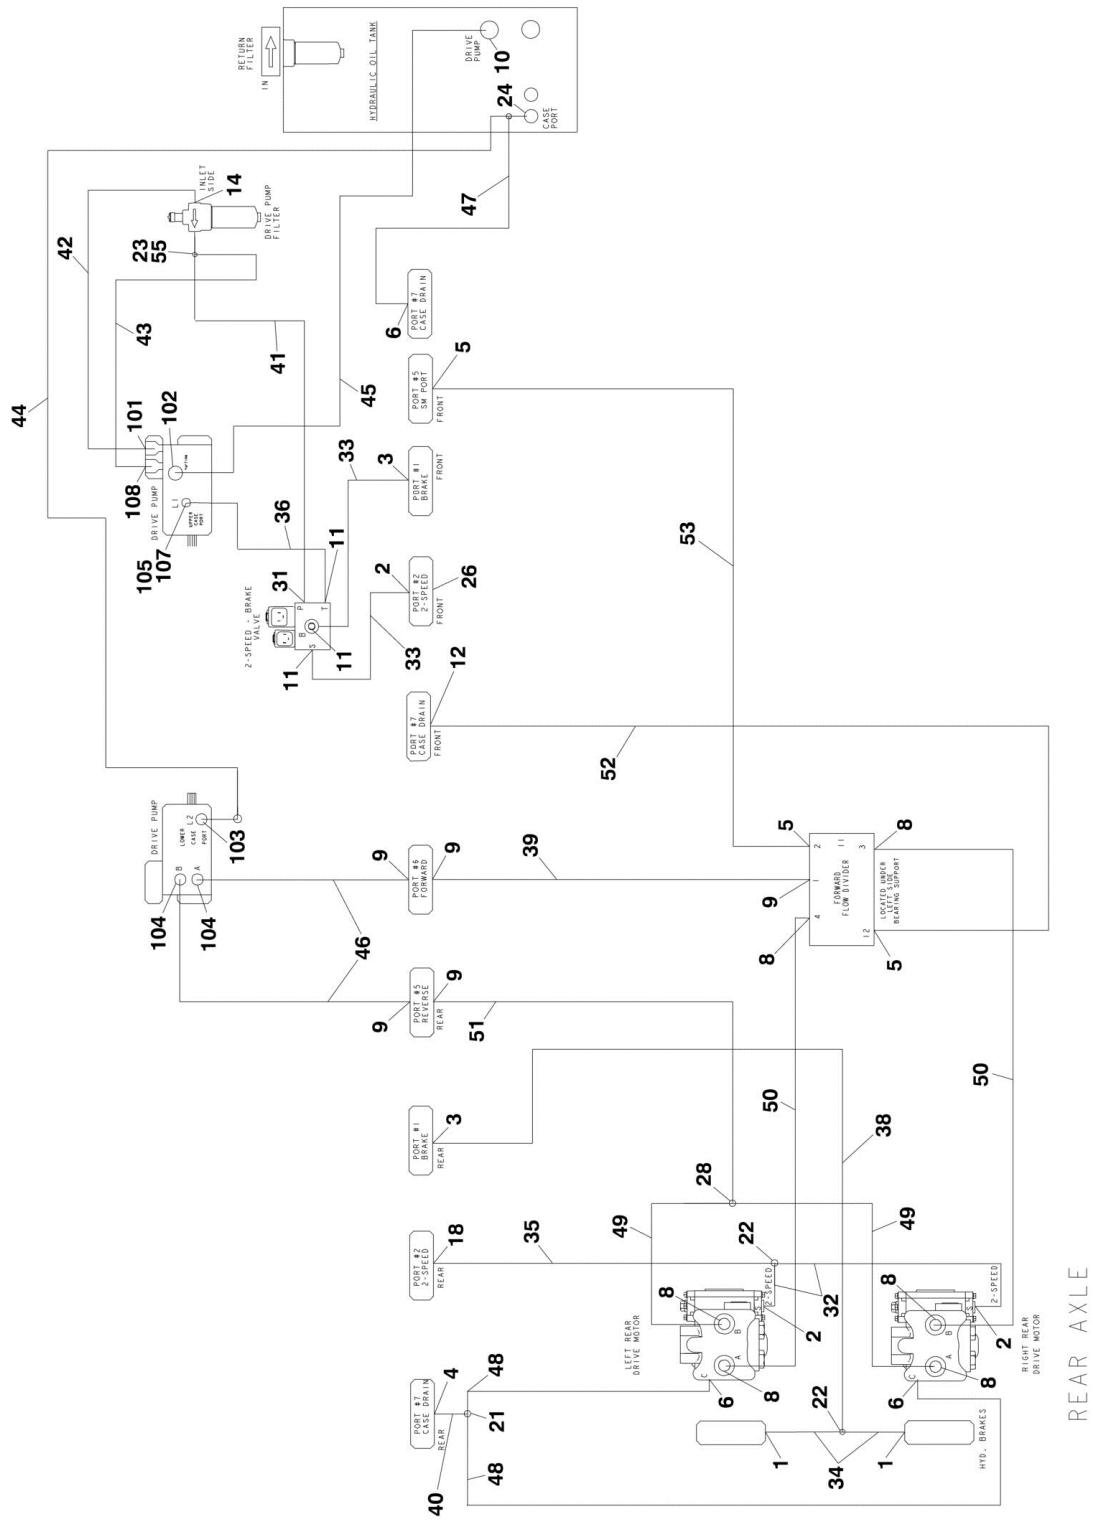 RETURN
FILTER
IN
HYDRAULIC OIL TANK
DRIVE
PUMP
10
24
CASE
PORT
44
42
INLET
SIDE
14
DRIVE PUMP
FILTER
23
55
43
41
47
45
6
PORT #7
CASE DRAIN
5
PORT #5
SM PORT
FRONT
101
102
108
DRIVE PUMP
L1
UPPER
CASE
PORT
105
107
36
33
3
PORT #1
BRAKE
FRONT
2-SPEED - BRAKE
VALVE
31
11
P
T
B
S
11
11
2
PORT #2
2-SPEED
FRONT
26
33
53
12
PORT #7
CASE DRAIN
FRONT
52
DRIVE PUMP
LOWER
CASE
PORT
L2
B
A
103
104
104
46
9
PORT #6
FORWARD
9
39
9
PORT #5
REVERSE
REAR
9
51
5
8
9
8
5
2
11
3
1
4
12
FORWARD
FLOW DIVIDER
LOCATED UNDER
LEFT SIDE
BEARING SUPPORT
50
50
PORT #1
BRAKE
REAR
3
38
28
49
49
PORT #2
2-SPEED
REAR
18
35
22
32
2-SPEED
2-SPEED
LEFT REAR
DRIVE MOTOR
8
B
A
C
S
2
6
8
RIGHT REAR
DRIVE MOTOR
8
B
A
C
S
2
6
8
PORT #7
CASE DRAIN
REAR
4
48
21
40
48
22
1
34
1
HYD. BRAKES
REAR AXLE